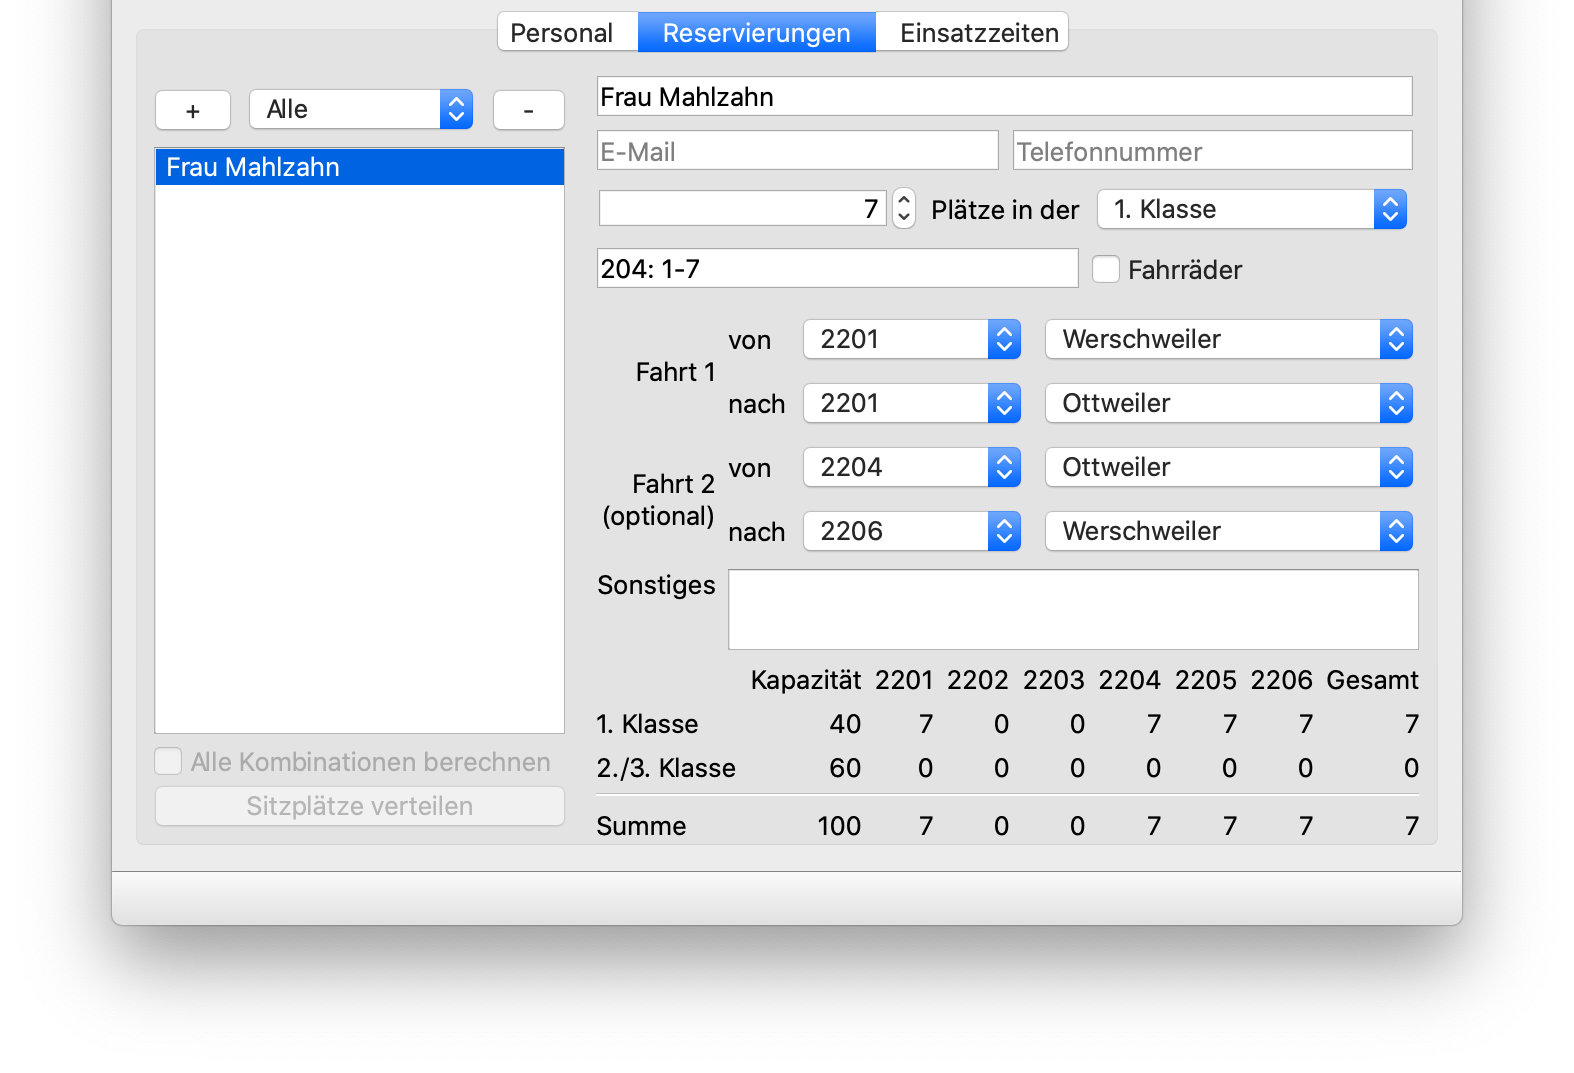 Personal Reservierungen Einsatzzeiten
+ Alle -
Frau Mahlzahn
Alle Kombinationen berechnen
Sitzplätze verteilen
Frau Mahlzahn
E-Mail Telefonnummer
7 Plätze in der 1. Klasse
204: 1-7 Fahrräder
Fahrt 1
von 2201 Werschweiler
nach 2201 Ottweiler
Fahrt 2
(optional)
von 2204 Ottweiler
nach 2206 Werschweiler
Sonstiges
Kapazität 2201 2202 2203 2204 2205 2206 Gesamt
1. Klasse 40 7 0 0 7 7 7 7
2./3. Klasse 60 0 0 0 0 0 0 0
Summe 100 7 0 0 7 7 7 7